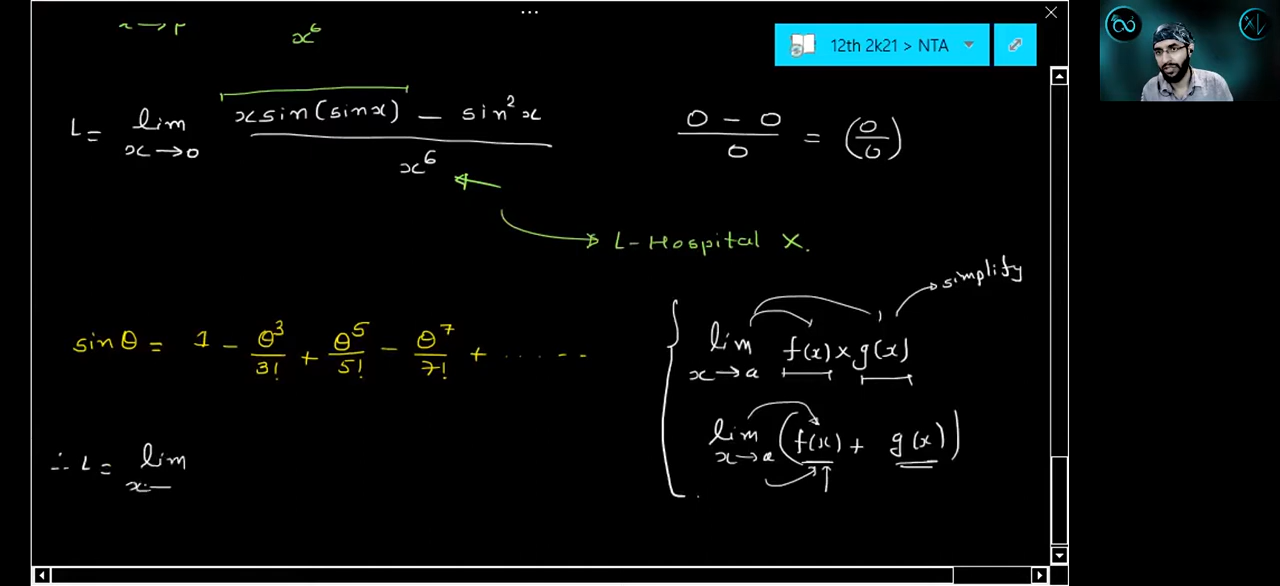 x⁶
12th 2k21 > NTA
L = lim x→0 (x sin(sin x) − sin² x) / x⁶
(0 − 0) / 0 = (0/0)
L-Hospital X.
simplify
sin θ = 1 − θ³/3! + θ⁵/5! − θ⁷/7! + ......
lim x→a f(x) × g(x)
lim x→a (f(x) + g(x))
∴ L = lim x—